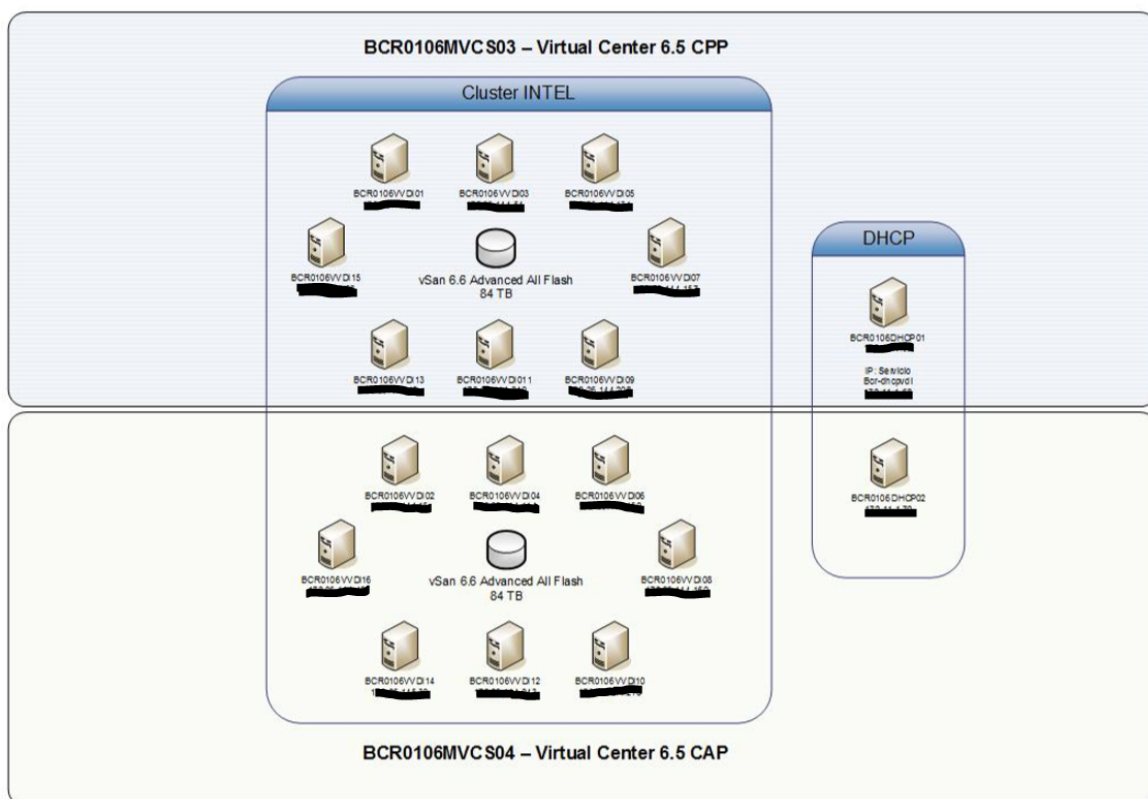 BCR0106MVCS03 – Virtual Center 6.5 CPP
Cluster INTEL
BCR0106VVDI01
BCR0106VVDI03
BCR0106VVDI05
BCR0106VVDI15
vSan 6.6 Advanced All Flash
84 TB
BCR0106VVDI07
BCR0106VVDI13
BCR0106VVDI011
BCR0106VVDI09
DHCP
BCR0106DHCP01
IP: Servicio
Bcr-dhcpvdi
BCR0106VVDI02
BCR0106VVDI04
BCR0106VVDI06
BCR0106VVDI16
vSan 6.6 Advanced All Flash
84 TB
BCR0106VVDI08
BCR0106VVDI14
BCR0106VVDI12
BCR0106VVDI10
BCR0106DHCP02
BCR0106MVCS04 – Virtual Center 6.5 CAP